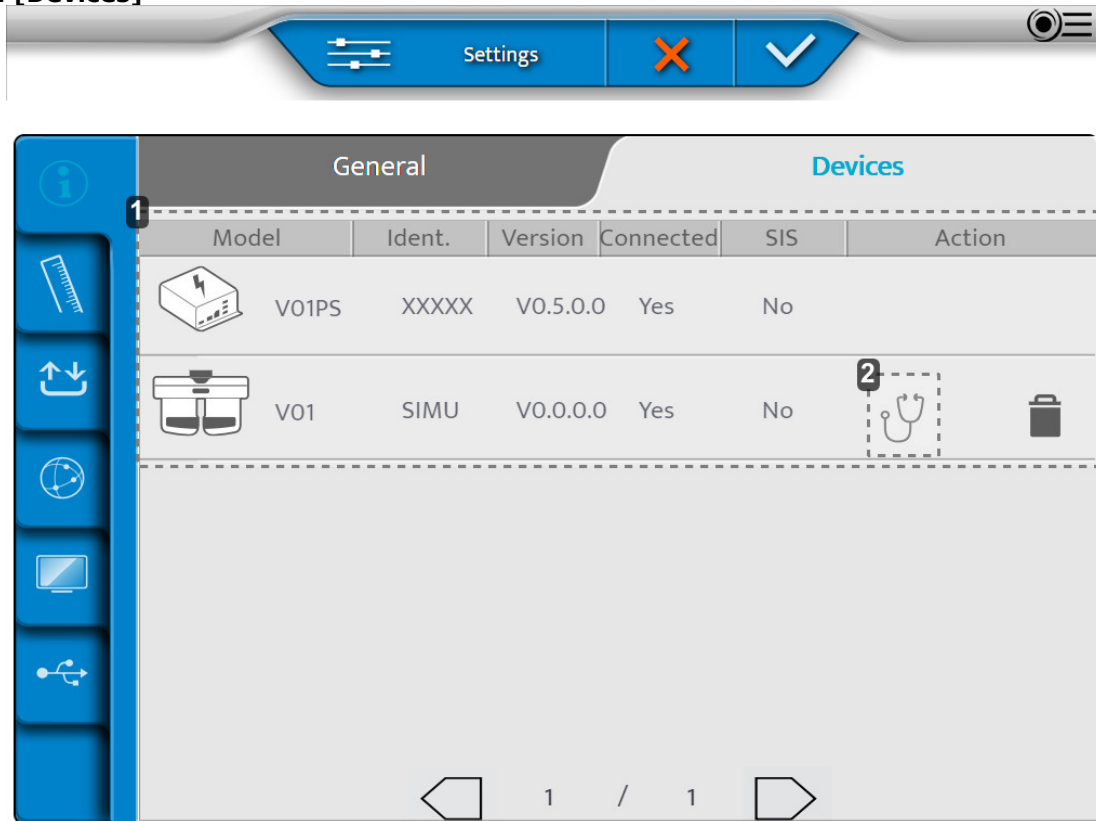 [Devices]
Settings
General Devices
1
Model Ident. Version Connected SIS Action
V01PS XXXXX V0.5.0.0 Yes No
2
V01 SIMU V0.0.0.0 Yes No
1 / 1